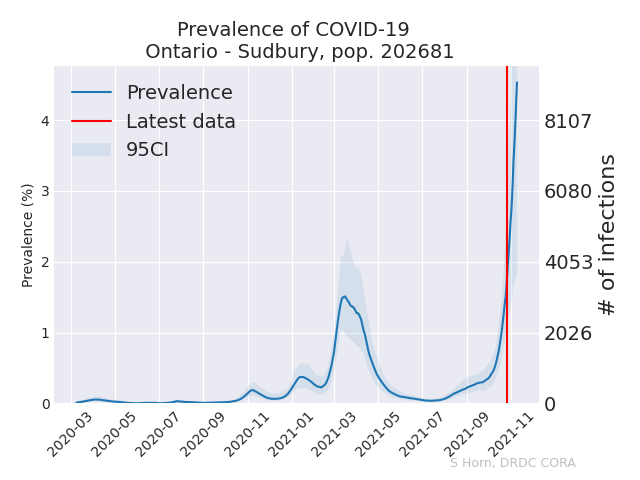 Prevalence of COVID-19
Ontario - Sudbury, pop. 202681
Prevalence
Latest data
95CI
Prevalence (%)
4
3
2
1
0
8107
6080
4053
2026
0
# of infections
2020-03
2020-05
2020-07
2020-09
2020-11
2021-01
2021-03
2021-05
2021-07
2021-09
2021-11
S Horn, DRDC CORA